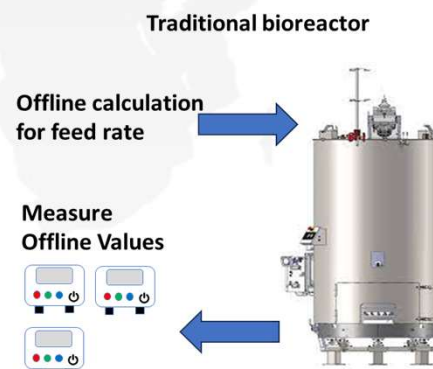 Traditional bioreactor
Offline calculation
for feed rate
Measure
Offline Values